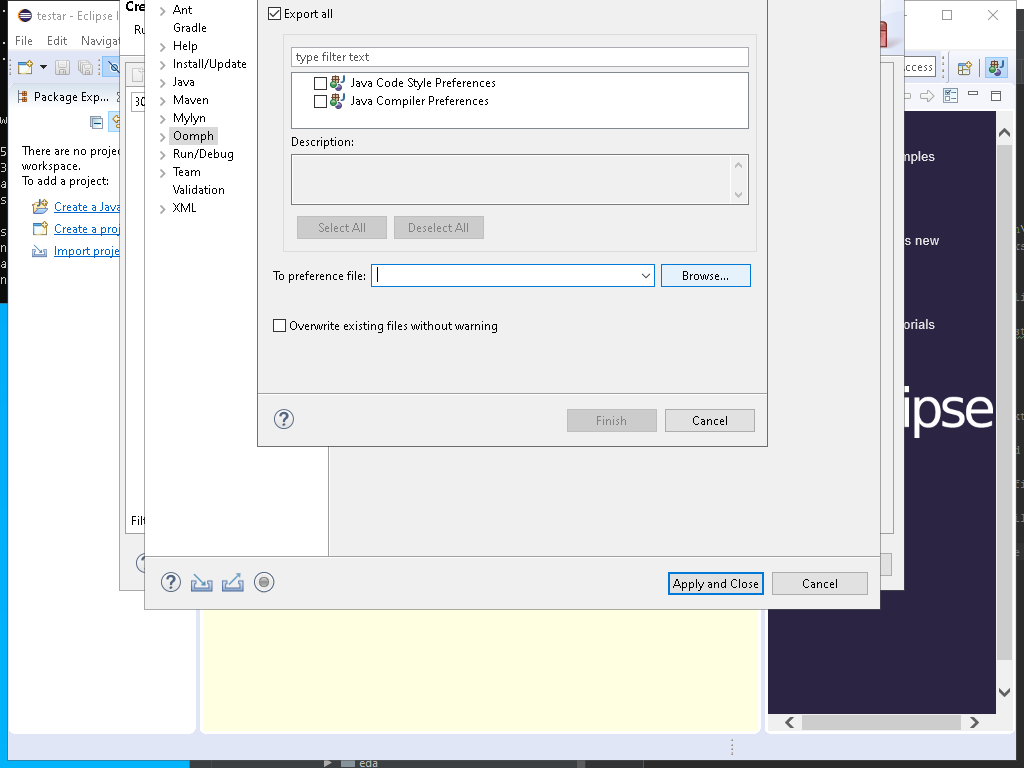 testar - Eclipse I
File Edit Navigat
Package Exp...
There are no projec
workspace.
To add a project:
Create a Java
Create a proj
Import proje
Cre
Ru
30
Filt
Ant
Gradle
Help
Install/Update
Java
Maven
Mylyn
Oomph
Run/Debug
Team
Validation
XML
Export all
type filter text
Java Code Style Preferences
Java Compiler Preferences
Description:
Select All Deselect All
To preference file: Browse...
Overwrite existing files without warning
Finish Cancel
Apply and Close Cancel
ccess
mples
s new
orials
ipse
eda